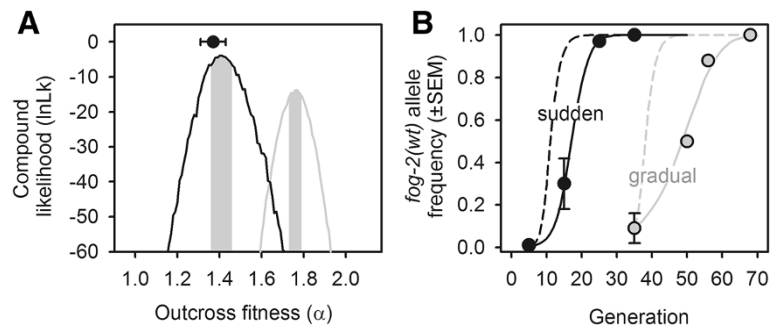 A
Compound likelihood (lnLk)
0
-10
-20
-30
-40
-50
-60
1.0 1.2 1.4 1.6 1.8 2.0
Outcross fitness (α)
B
fog-2(wt) allele
frequency (±SEM)
1.0
0.8
0.6
0.4
0.2
0.0
sudden
gradual
0 10 20 30 40 50 60 70
Generation